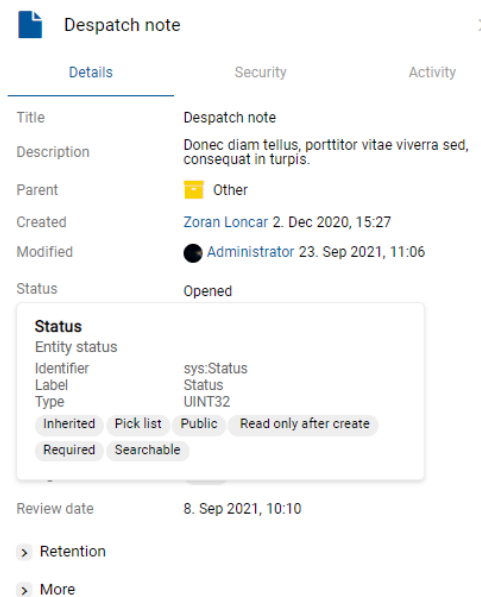 Despatch note
Details Security Activity
Title Despatch note
Description Donec diam tellus, porttitor vitae viverra sed,
consequat in turpis.
Parent Other
Created Zoran Loncar 2. Dec 2020, 15:27
Modified Administrator 23. Sep 2021, 11:06
Status Opened
Status
Entity status
Identifier sys:Status
Label Status
Type UINT32
Inherited Pick list Public Read only after create
Required Searchable
Review date 8. Sep 2021, 10:10
Retention
More